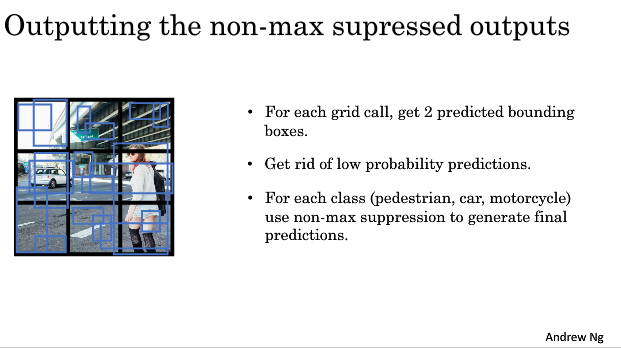 Outputting the non-max supressed outputs
• For each grid call, get 2 predicted bounding
boxes.
• Get rid of low probability predictions.
• For each class (pedestrian, car, motorcycle)
use non-max suppression to generate final
predictions.
Andrew Ng